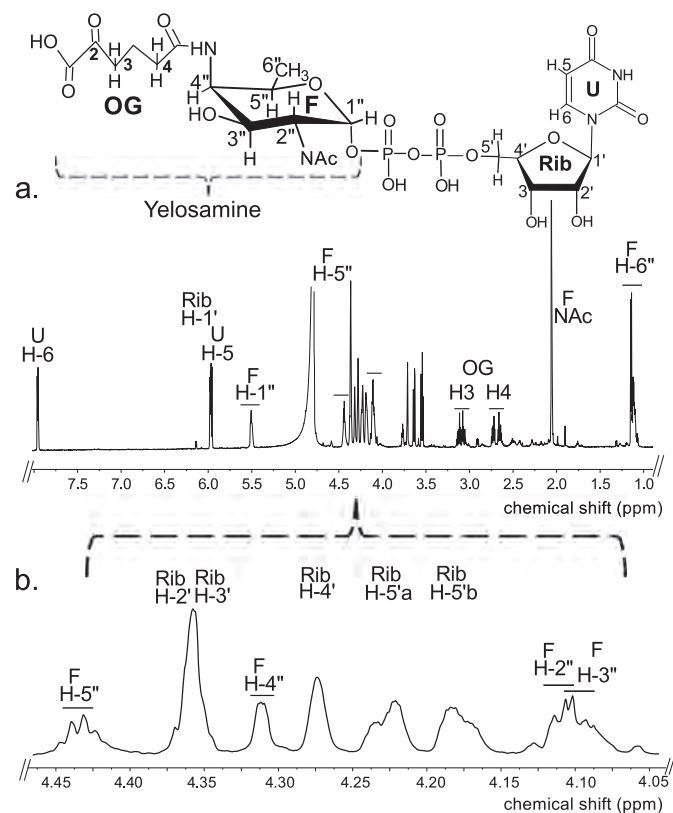 a.
O
O
HO
2
H
H
3
H
H
4
NH
O
OG
6" CH3
O
4"
H
5"
H
H
F
1"
H
HO
3"
H
2"
NAc
O
O
P
OH
O
O
P
OH
O
5'
H
H
4'
O
Rib
1'
3'
2'
OH
OH
O
H
5
NH
U
H6
N
O
Yelosamine
U
H-6
Rib
H-1'
U
H-5
F
H-1"
F
H-5"
OG
H3
H4
F
NAc
F
H-6"
7.5 7.0 6.5 6.0 5.5 5.0 4.5 4.0 3.5 3.0 2.5 2.0 1.5 1.0
chemical shift (ppm)
b.
F
H-5"
Rib Rib
H-2' H-3'
F
H-4"
Rib
H-4'
Rib
H-5'a
Rib
H-5'b
F
H-2"
F
H-3"
4.45 4.40 4.35 4.30 4.25 4.20 4.15 4.10 4.05
chemical shift (ppm)